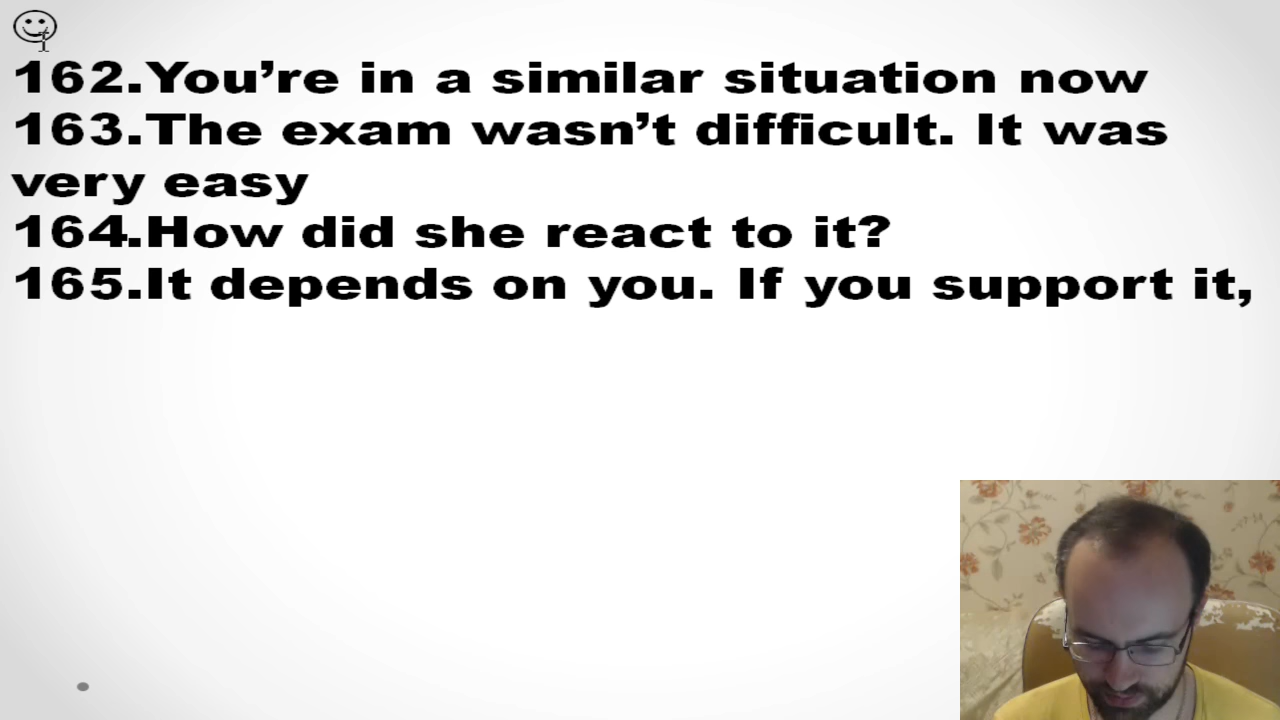 162.You’re in a similar situation now
163.The exam wasn’t difficult. It was
very easy
164.How did she react to it?
165.It depends on you. If you support it,